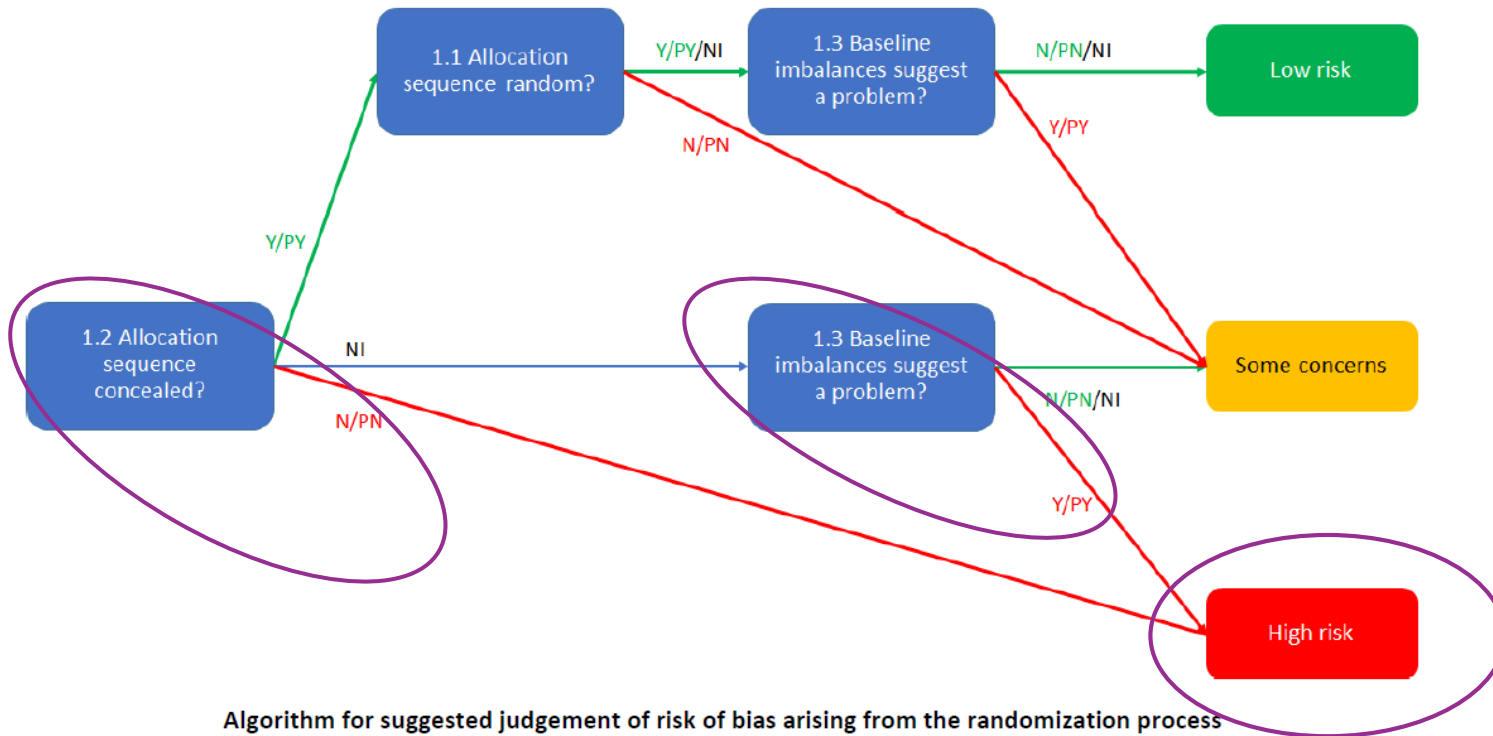 1.1 Allocation
sequence random?
Y/PY/NI
1.3 Baseline
imbalances suggest
a problem?
N/PN/NI
Low risk
N/PN
Y/PY
Y/PY
1.2 Allocation
sequence
concealed?
NI
N/PN
1.3 Baseline
imbalances suggest
a problem?
N/PN/NI
Some concerns
Y/PY
High risk
Algorithm for suggested judgement of risk of bias arising from the randomization process